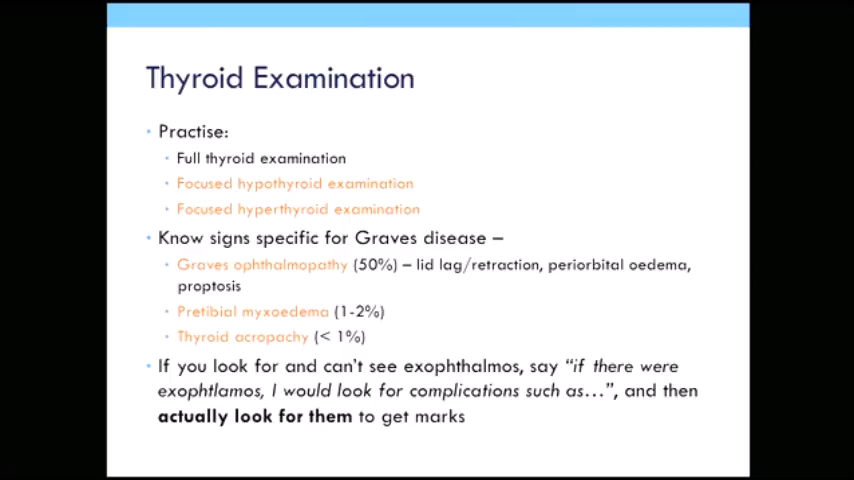 Thyroid Examination
• Practise:
• Full thyroid examination
• Focused hypothyroid examination
• Focused hyperthyroid examination
• Know signs specific for Graves disease –
• Graves ophthalmopathy (50%) – lid lag/retraction, periorbital oedema,
proptosis
• Pretibial myxoedema (1-2%)
• Thyroid acropachy (< 1%)
• If you look for and can't see exophthalmos, say “if there were
exophtlamos, I would look for complications such as…”, and then
actually look for them to get marks